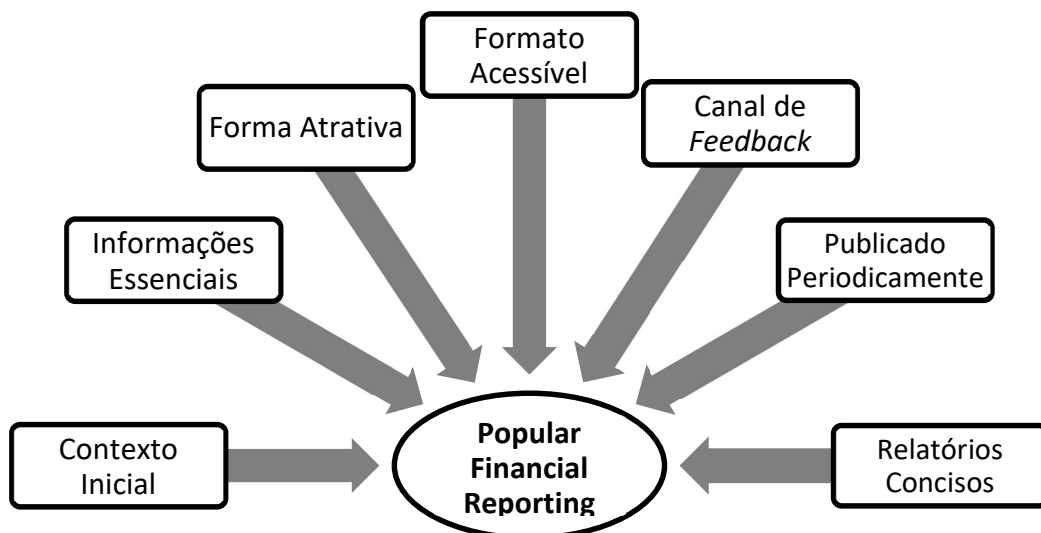 Formato
Acessível
Forma Atrativa
Canal de
Feedback
Informações
Essenciais
Publicado
Periodicamente
Contexto
Inicial
Popular
Financial
Reporting
Relatórios
Concisos